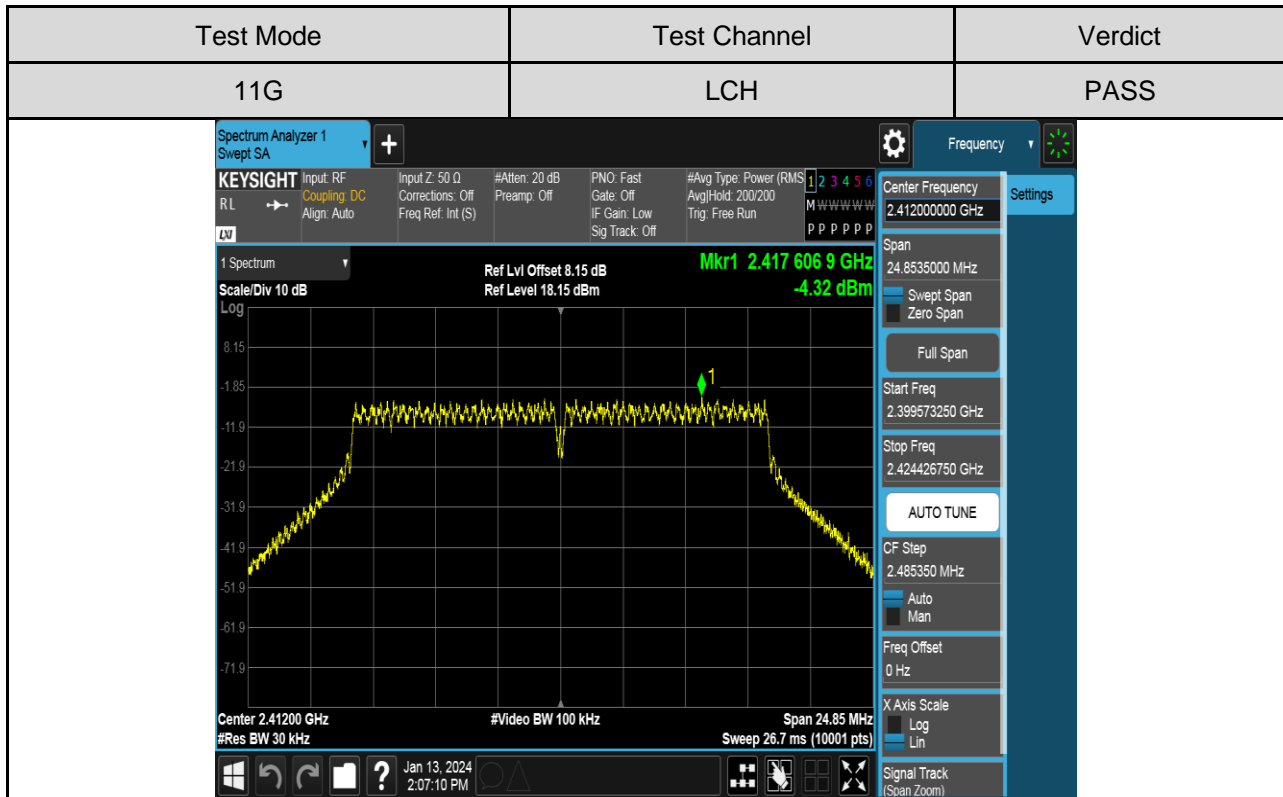 Test Mode Test Channel Verdict
11G LCH PASS
Spectrum Analyzer 1
Swept SA
+
Frequency
KEYSIGHT
RL
LXI
Input: RF
Coupling: DC
Align: Auto
Input Z: 50 Ω
Corrections: Off
Freq Ref: Int (S)
#Atten: 20 dB
Preamp: Off
PNO: Fast
Gate: Off
IF Gain: Low
Sig Track: Off
#Avg Type: Power (RMS
Avg|Hold: 200/200
Trig: Free Run
1 2 3 4 5 6
M W W W W W
P P P P P P
1 Spectrum
Scale/Div 10 dB
Log
Ref Lvl Offset 8.15 dB
Ref Level 18.15 dBm
Mkr1 2.417 606 9 GHz
-4.32 dBm
8.15
-1.85
-11.9
-21.9
-31.9
-41.9
-51.9
-61.9
-71.9
1
Center 2.41200 GHz
#Res BW 30 kHz
#Video BW 100 kHz
Span 24.85 MHz
Sweep 26.7 ms (10001 pts)
Center Frequency
2.412000000 GHz
Span
24.8535000 MHz
Swept Span
Zero Span
Full Span
Start Freq
2.399573250 GHz
Stop Freq
2.424426750 GHz
AUTO TUNE
CF Step
2.485350 MHz
Auto
Man
Freq Offset
0 Hz
X Axis Scale
Log
Lin
Signal Track
(Span Zoom)
Settings
?
Jan 13, 2024
2:07:10 PM